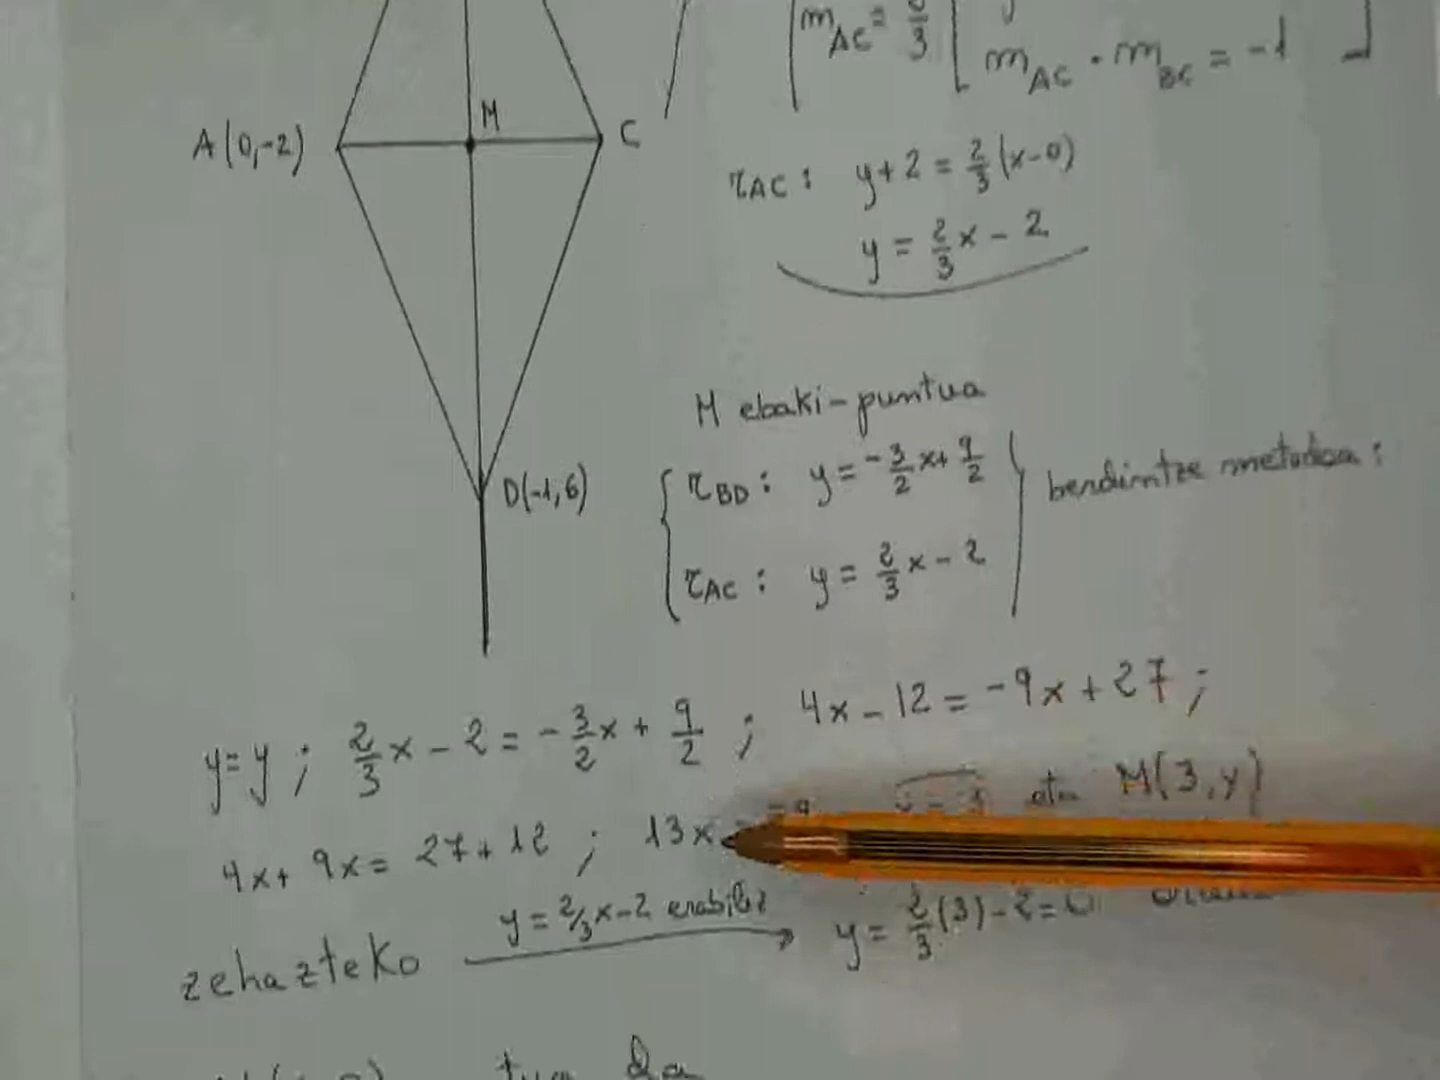 m_AC = 2/3
m_AC · m_BC = -1
M
A(0,-2)
C
r_AC: y + 2 = 2/3 (x-0)
y = 2/3 x - 2
M ebaki-puntua
D(-1,6)
r_BD: y = -3/2 x + 9/2
berdintze metodoa:
r_AC: y = 2/3 x - 2
y=y; 2/3 x - 2 = -3/2 x + 9/2; 4x - 12 = -9x + 27;
4x + 9x = 27 + 12; 13x M(3,y)
zehazteko y = 2/3 x - 2 erabiliz y = 2/3 (3) - 2 = 0
da